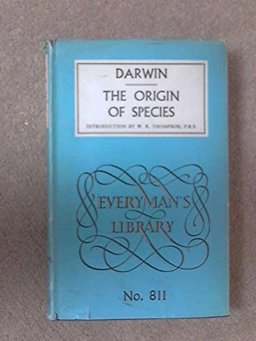 DARWIN
THE ORIGIN
OF SPECIES
INTRODUCTION BY W. R. THOMPSON, F.R.S.
EVERYMAN'S
LIBRARY
No. 811